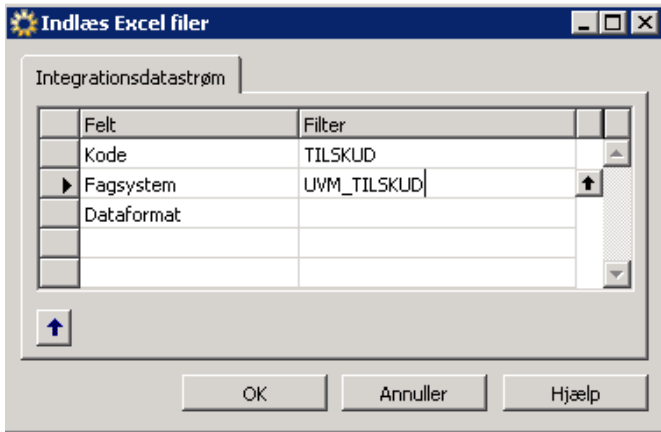 Indlæs Excel filer
Integrationsdatastrøm
Felt Filter
Kode TILSKUD
Fagsystem UVM_TILSKUD
Dataformat
OK Annuller Hjælp